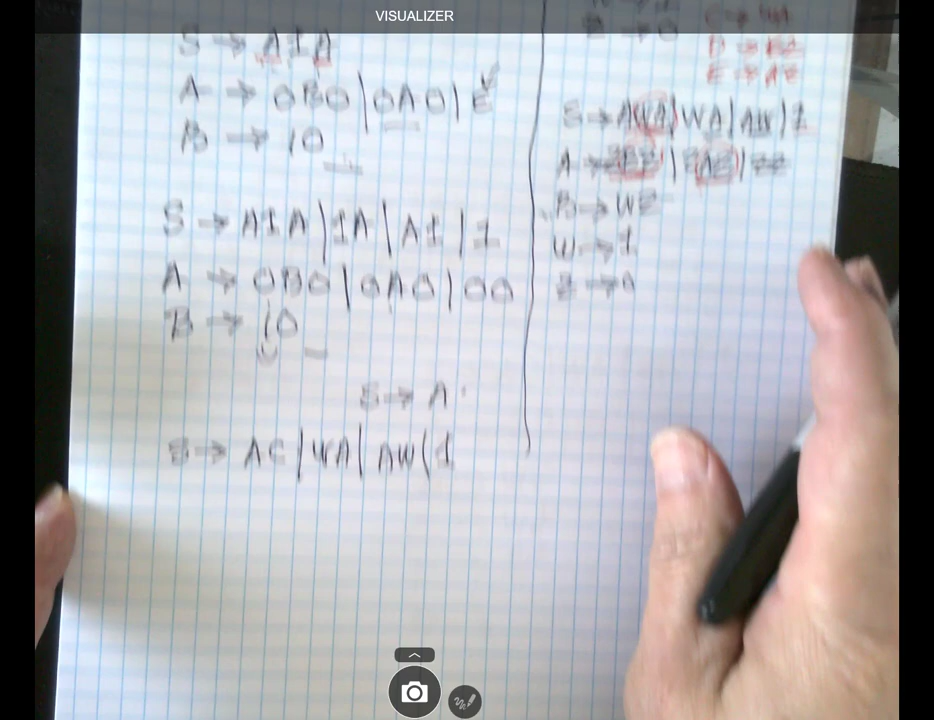 VISUALIZER
S → A1A
A → 0B0 | 0A0 | ε
B → 10
S → A1A | 1A | A1 | 1
A → 0B0 | 0A0 | 00
B → 10
S → A
S → AC | WA | AW | 1
S → AWA | WA | AW | 1
A →
B → WZ
W → 1
Z → 0